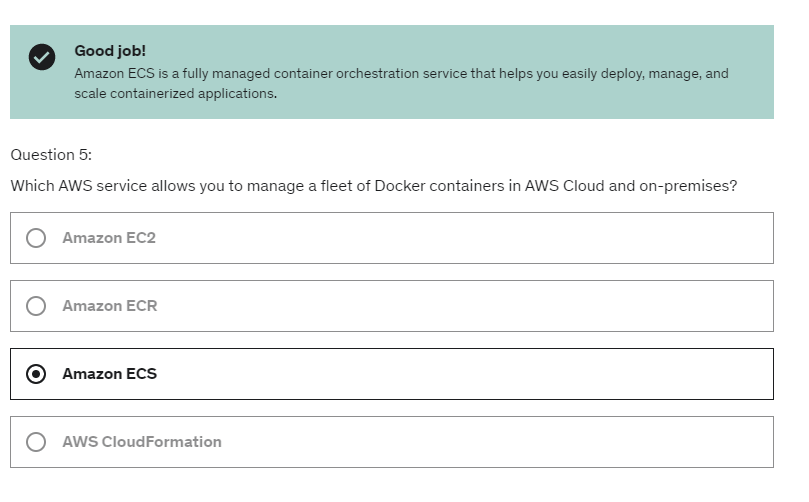 Good job!
Amazon ECS is a fully managed container orchestration service that helps you easily deploy, manage, and
scale containerized applications.
Question 5:
Which AWS service allows you to manage a fleet of Docker containers in AWS Cloud and on-premises?
Amazon EC2
Amazon ECR
Amazon ECS
AWS CloudFormation